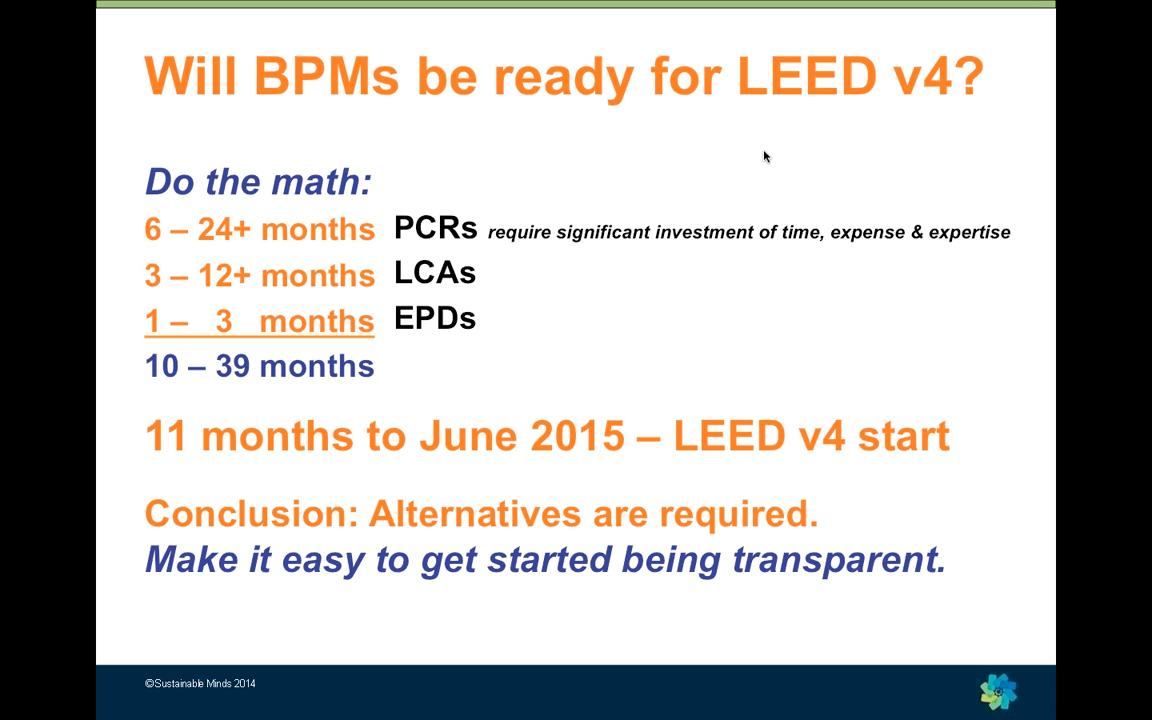 Will BPMs be ready for LEED v4?
Do the math:
6 – 24+ months PCRs require significant investment of time, expense & expertise
3 – 12+ months LCAs
1 – 3 months EPDs
10 – 39 months
11 months to June 2015 – LEED v4 start
Conclusion: Alternatives are required.
Make it easy to get started being transparent.
©Sustainable Minds 2014